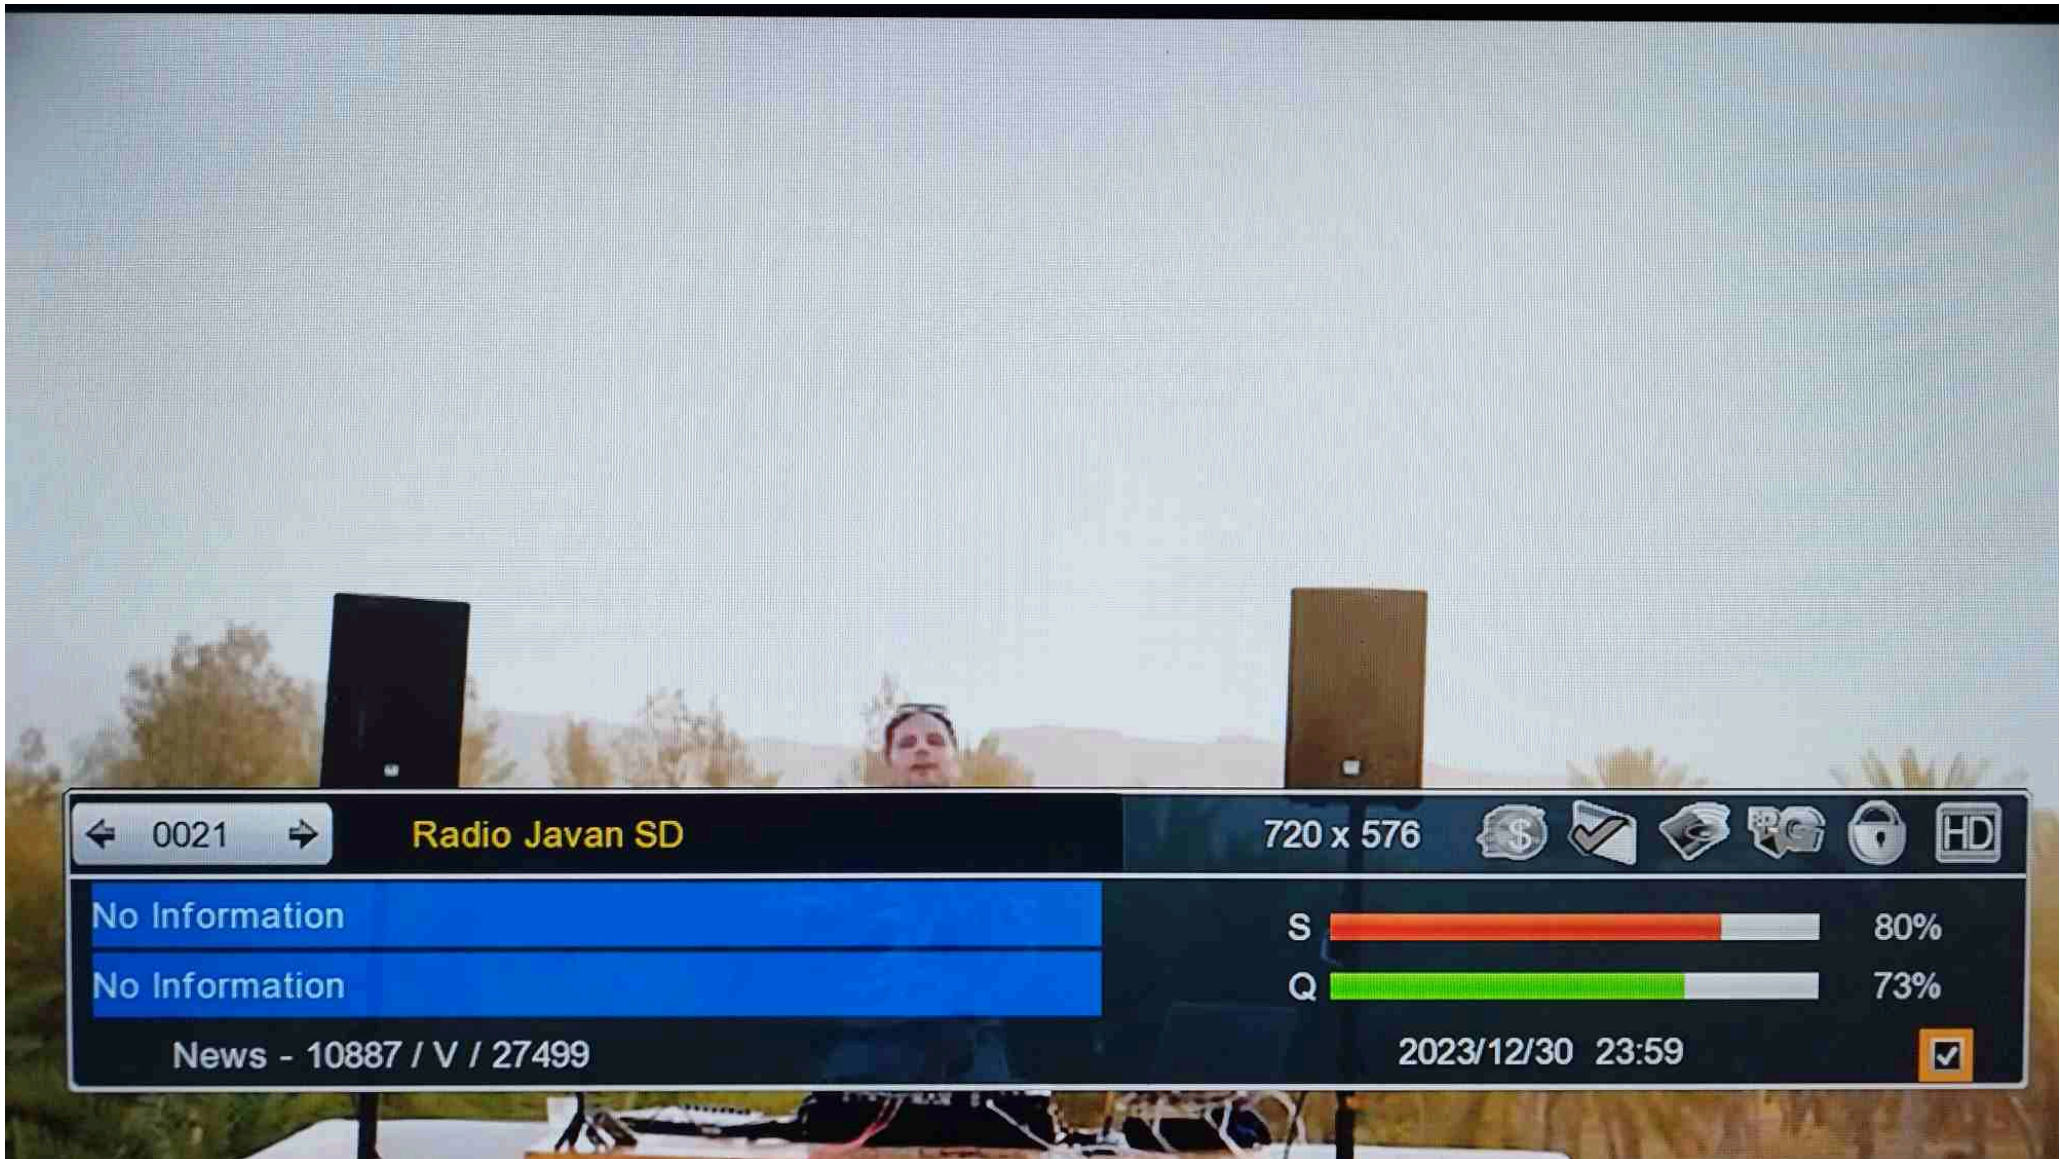 0021
Radio Javan SD
720 x 576
$
HD
No Information
No Information
S 80%
Q 73%
News - 10887 / V / 27499
2023/12/30 23:59